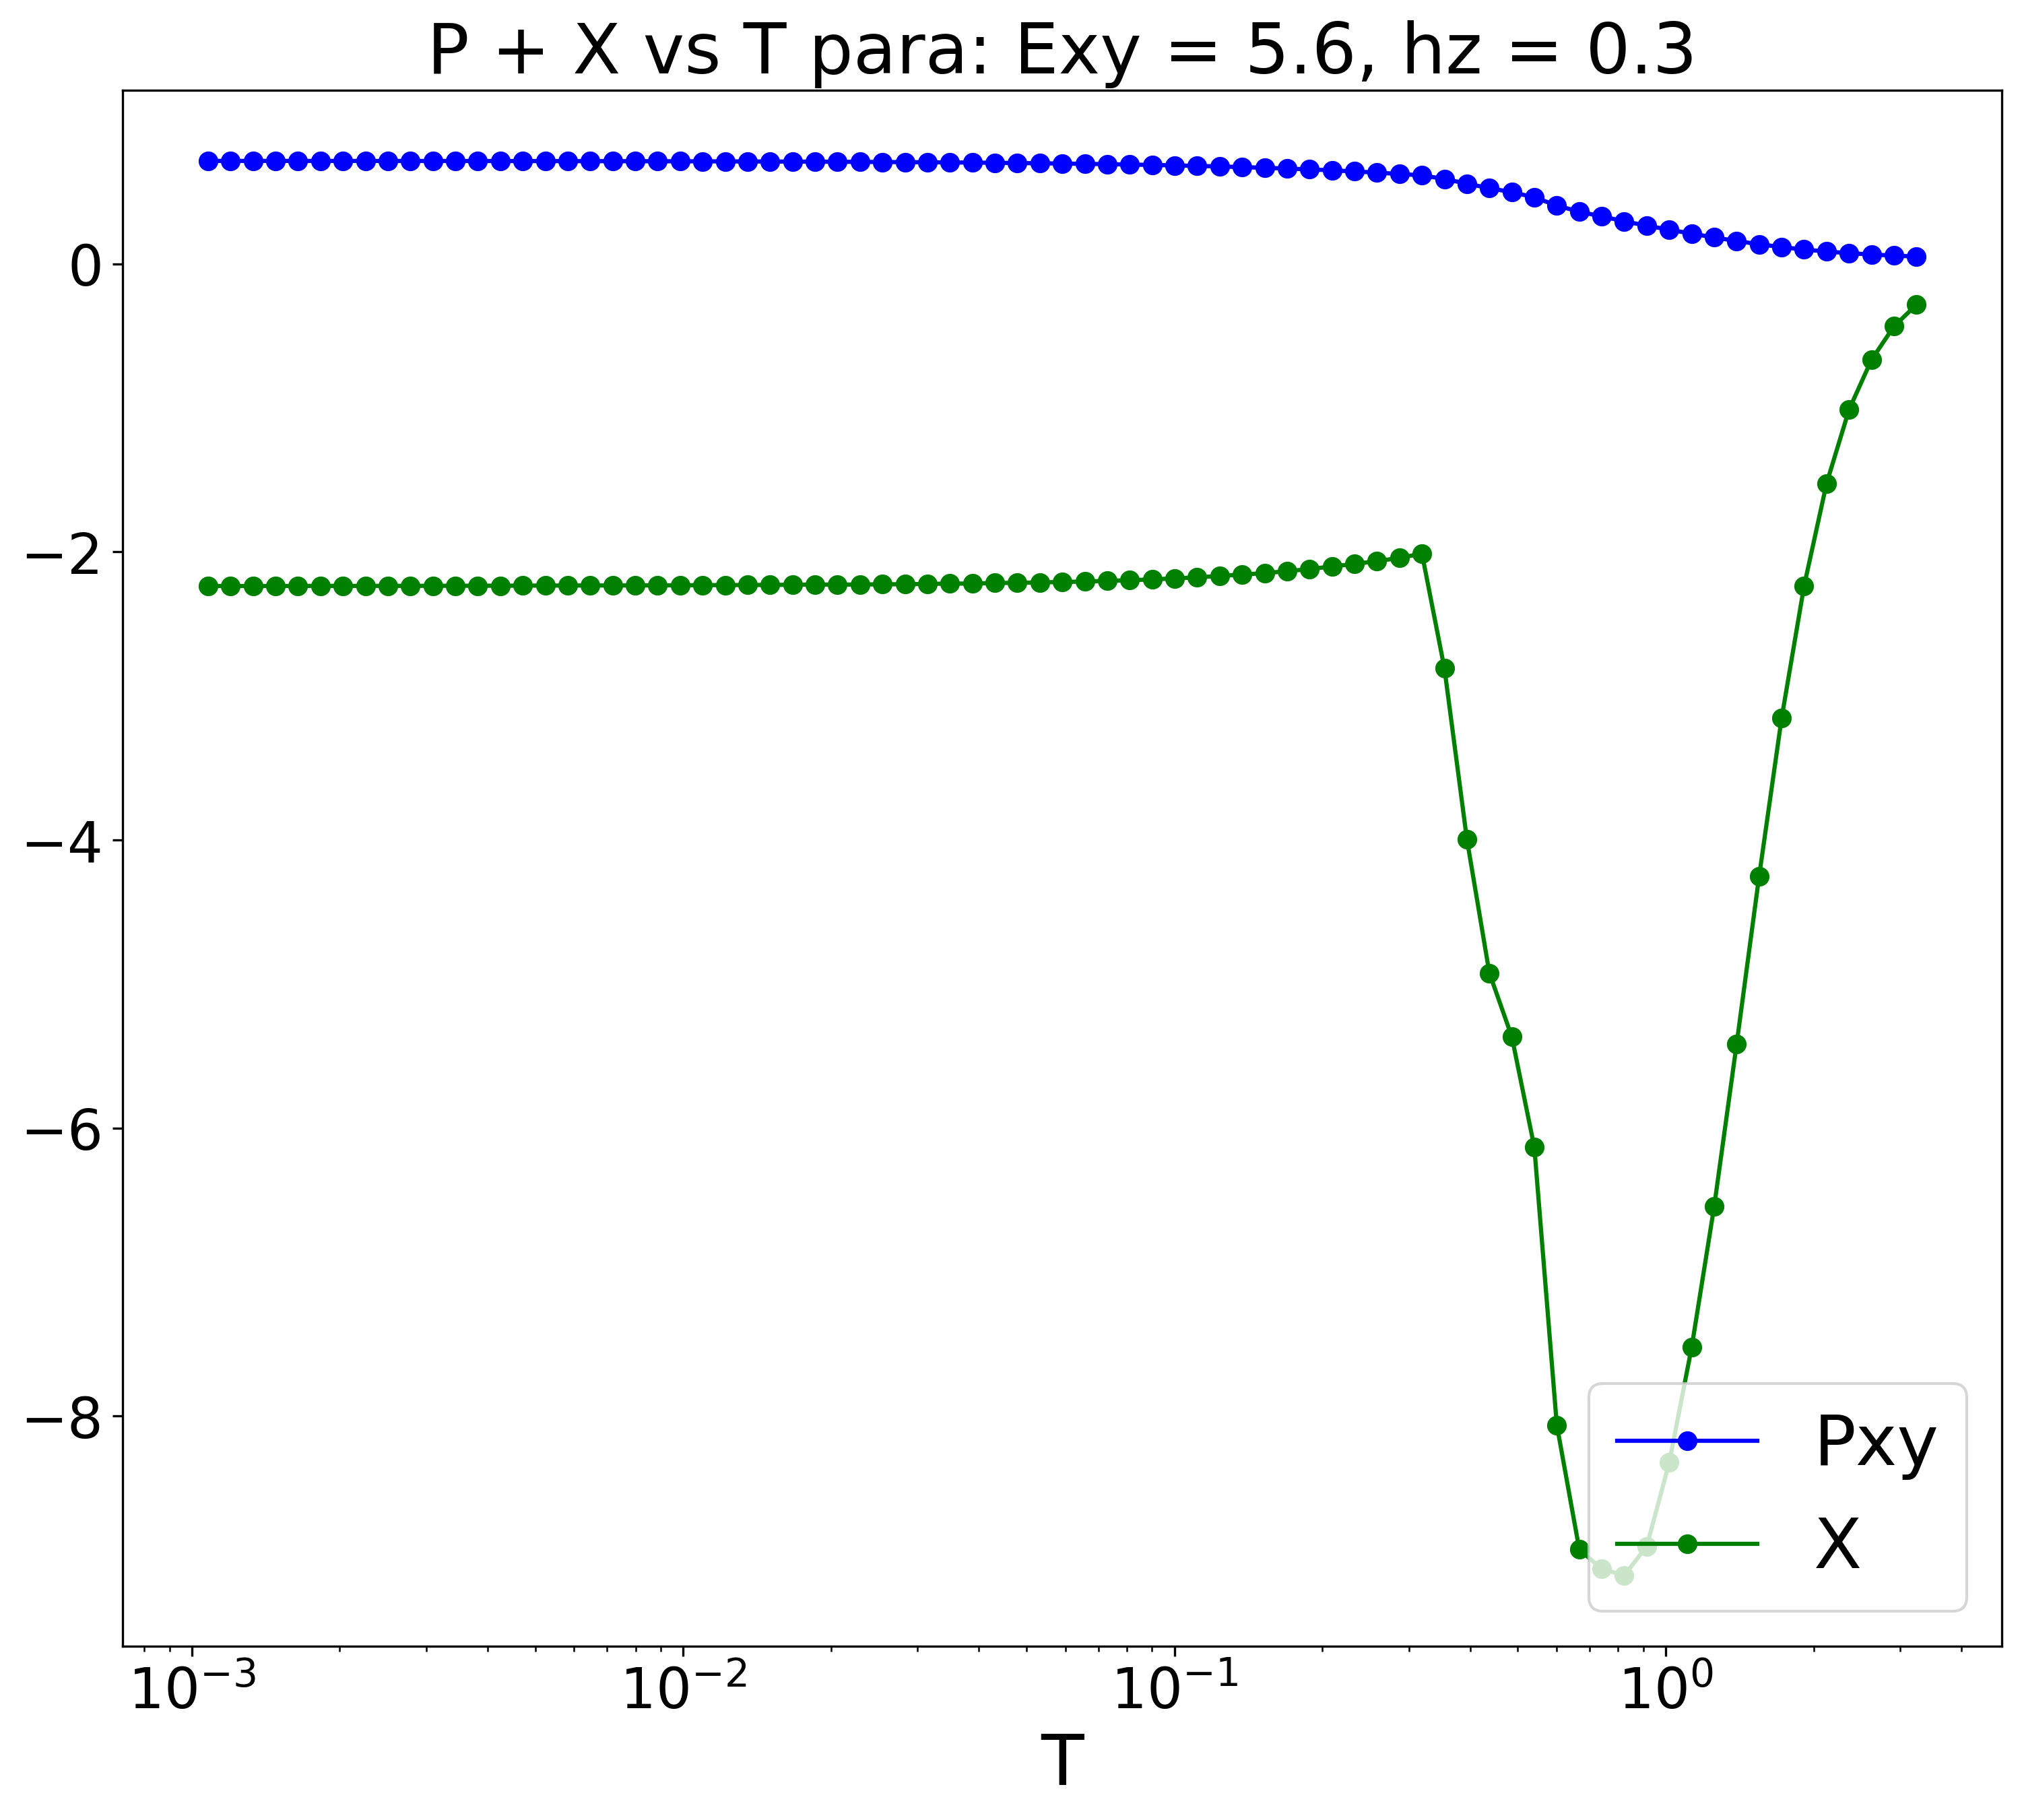 P + X vs T para: Exy = 5.6, hz = 0.3
0
−2
−4
−6
−8
Pxy
X
10⁻³ 10⁻² 10⁻¹ 10⁰
T